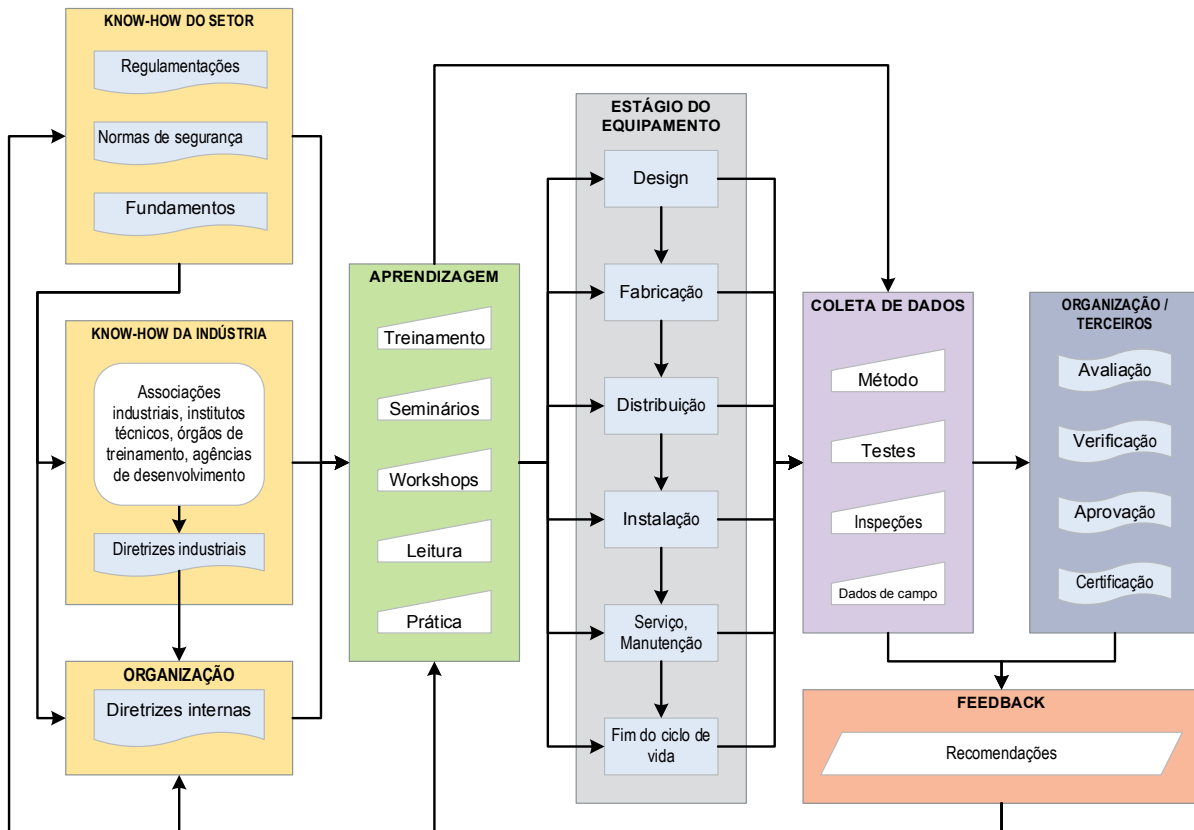 KNOW-HOW DO SETOR
Regulamentações
Normas de segurança
Fundamentos
KNOW-HOW DA INDÚSTRIA
Associações
industriais, institutos
técnicos, órgãos de
treinamento, agências
de desenvolvimento
Diretrizes industriais
ORGANIZAÇÃO
Diretrizes internas
APRENDIZAGEM
Treinamento
Seminários
Workshops
Leitura
Prática
ESTÁGIO DO
EQUIPAMENTO
Design
Fabricação
Distribuição
Instalação
Serviço,
Manutenção
Fim do ciclo de
vida
COLETA DE DADOS
Método
Testes
Inspeções
Dados de campo
ORGANIZAÇÃO /
TERCEIROS
Avaliação
Verificação
Aprovação
Certificação
FEEDBACK
Recomendações